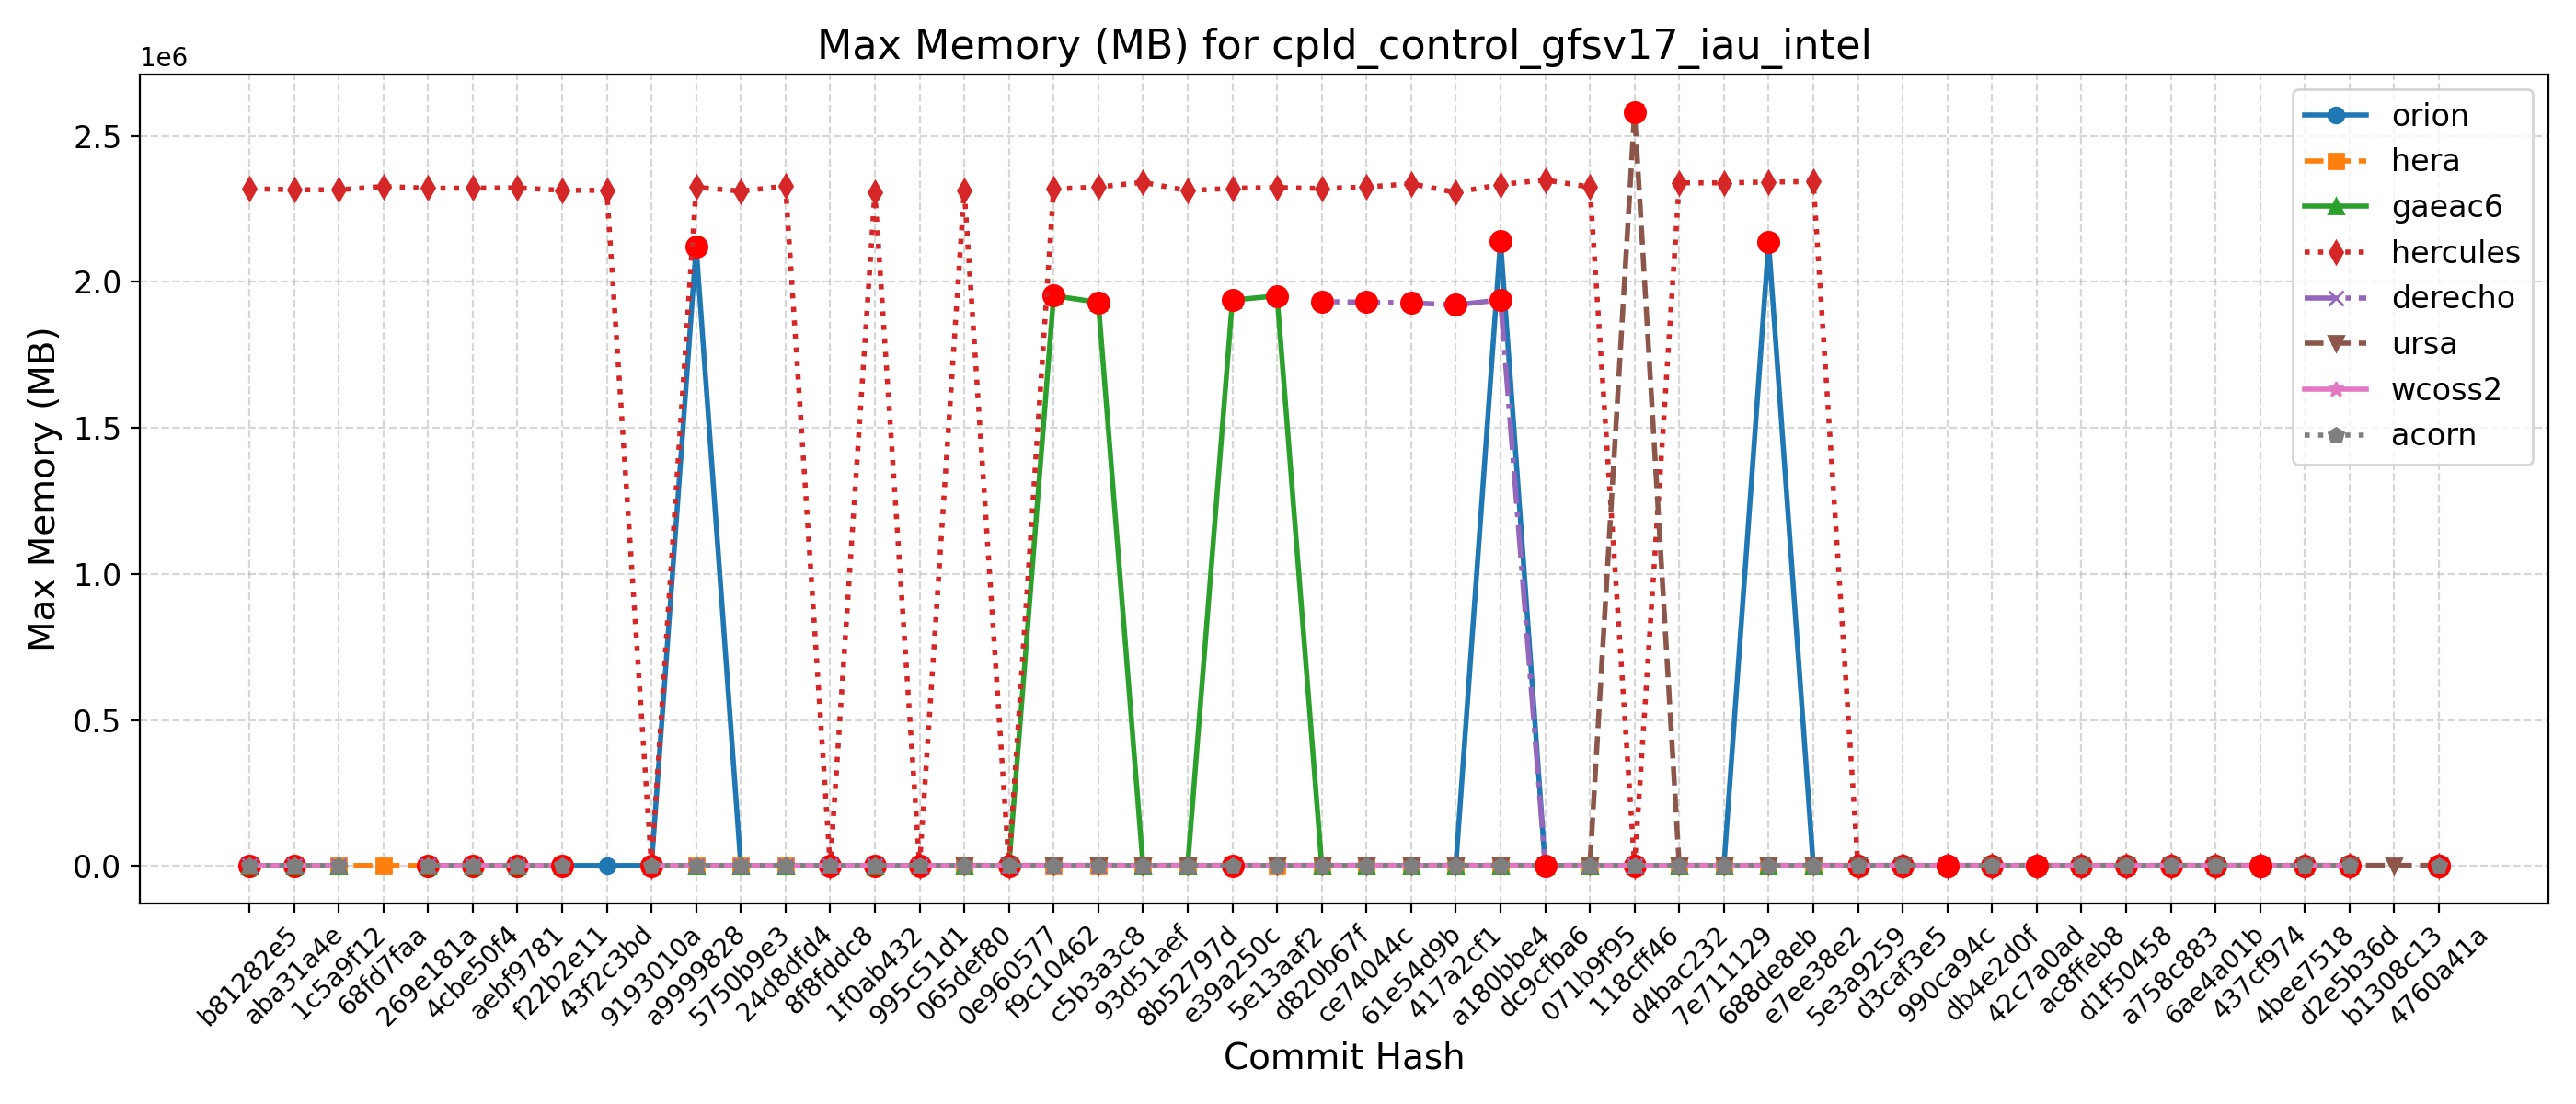 Max Memory (MB) for cpld_control_gfsv17_iau_intel
1e6
2.5
2.0
1.5
1.0
0.5
0.0
Max Memory (MB)
orion
hera
gaeac6
hercules
derecho
ursa
wcoss2
acorn
b81282e5
aba31a4e
1c5a9f12
68fd7faa
269e181a
4cbe50f4
aebf9781
f22b2e11
43f2c3bd
9193010a
a9999828
5750b9e3
24d8dfd4
8f8fddc8
1f0ab432
995c51d1
065def80
0e960577
f9c10462
c5b3a3c8
93d51aef
8b52797d
e39a250c
5e13aaf2
d820b67f
ce74044c
61e54d9b
417a2cf1
a180bbe4
dc9cfba6
071b9f95
118cff46
d4bac232
7e711129
688de8eb
e7ee38e2
5e3a9259
d3caf3e5
990ca94c
db4e2d0f
42c7a0ad
ac8ffeb8
d1f50458
a758c883
6ae4a01b
437cf974
4bee7518
d2e5b36d
b1308c13
4760a41a
Commit Hash